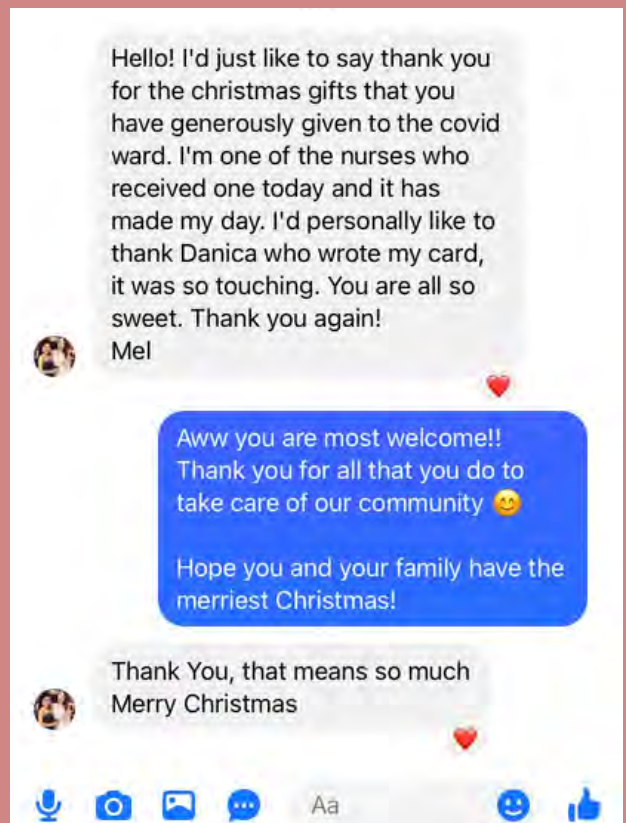 Hello! I'd just like to say thank you
for the christmas gifts that you
have generously given to the covid
ward. I'm one of the nurses who
received one today and it has
made my day. I'd personally like to
thank Danica who wrote my card,
it was so touching. You are all so
sweet. Thank you again!
Mel
Aww you are most welcome!!
Thank you for all that you do to
take care of our community 😊
Hope you and your family have the
merriest Christmas!
Thank You, that means so much
Merry Christmas
Aa